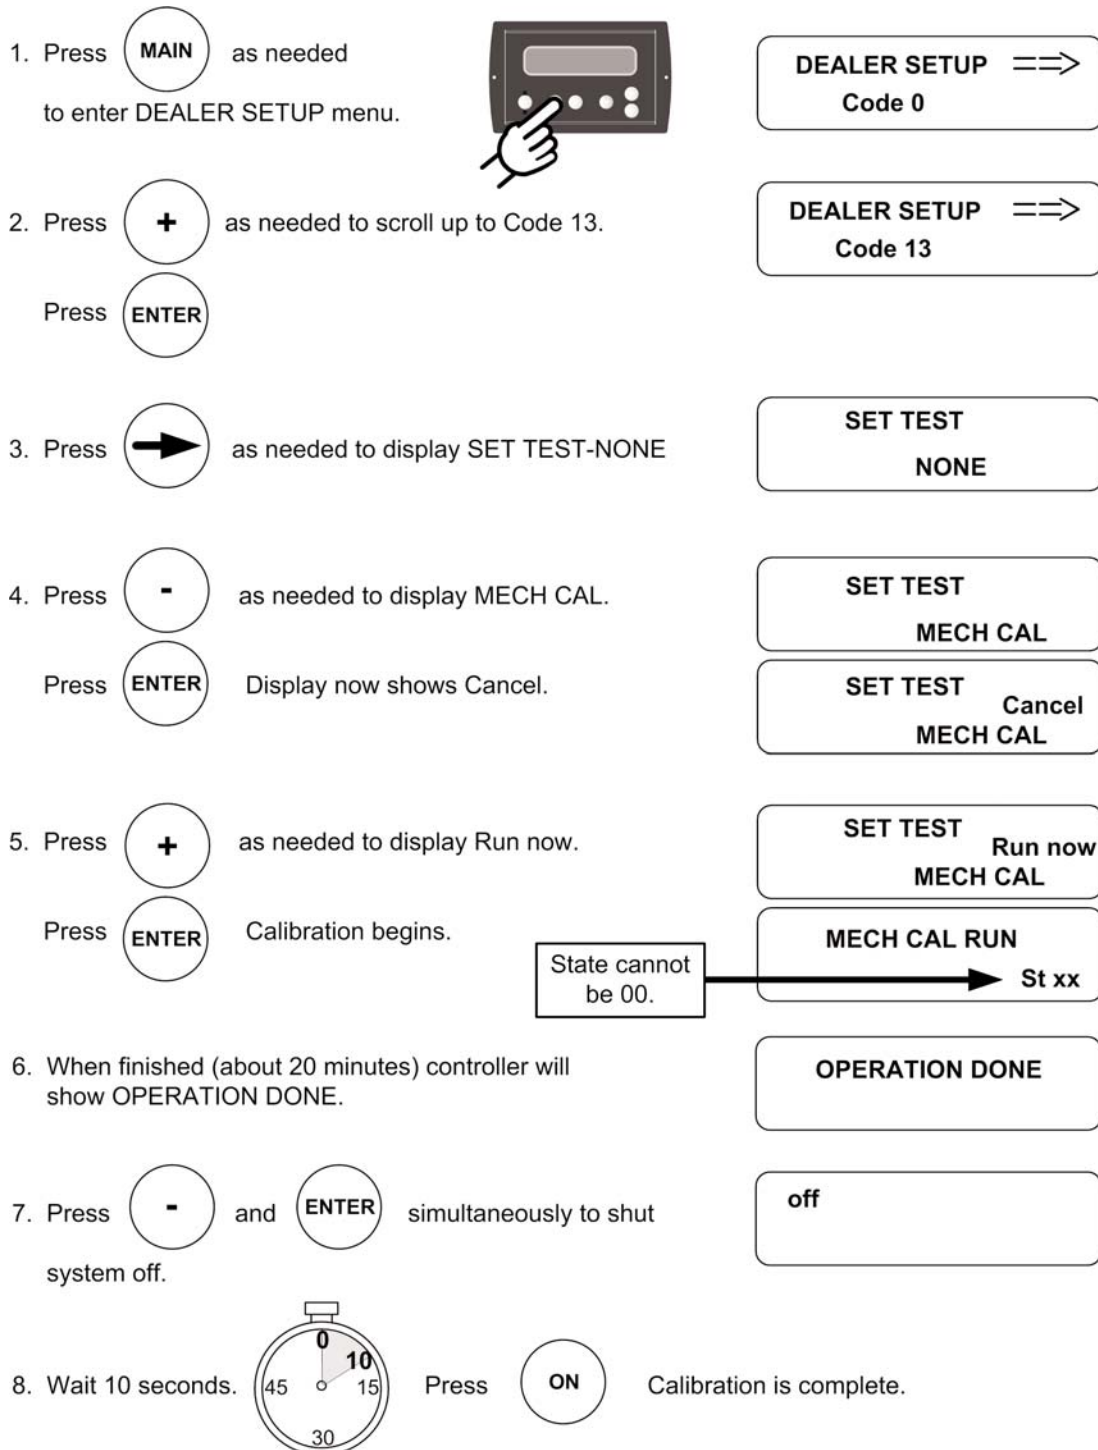 1. Press MAIN as needed
to enter DEALER SETUP menu.
DEALER SETUP ==>
Code 0
2. Press + as needed to scroll up to Code 13.
Press ENTER
DEALER SETUP ==>
Code 13
3. Press as needed to display SET TEST-NONE
SET TEST
NONE
4. Press - as needed to display MECH CAL.
Press ENTER Display now shows Cancel.
SET TEST
MECH CAL
SET TEST
Cancel
MECH CAL
5. Press + as needed to display Run now.
Press ENTER Calibration begins.
SET TEST
Run now
MECH CAL
State cannot
be 00.
MECH CAL RUN
St xx
6. When finished (about 20 minutes) controller will
show OPERATION DONE.
OPERATION DONE
7. Press - and ENTER simultaneously to shut
system off.
off
8. Wait 10 seconds. Press ON Calibration is complete.
0
10
45
15
30